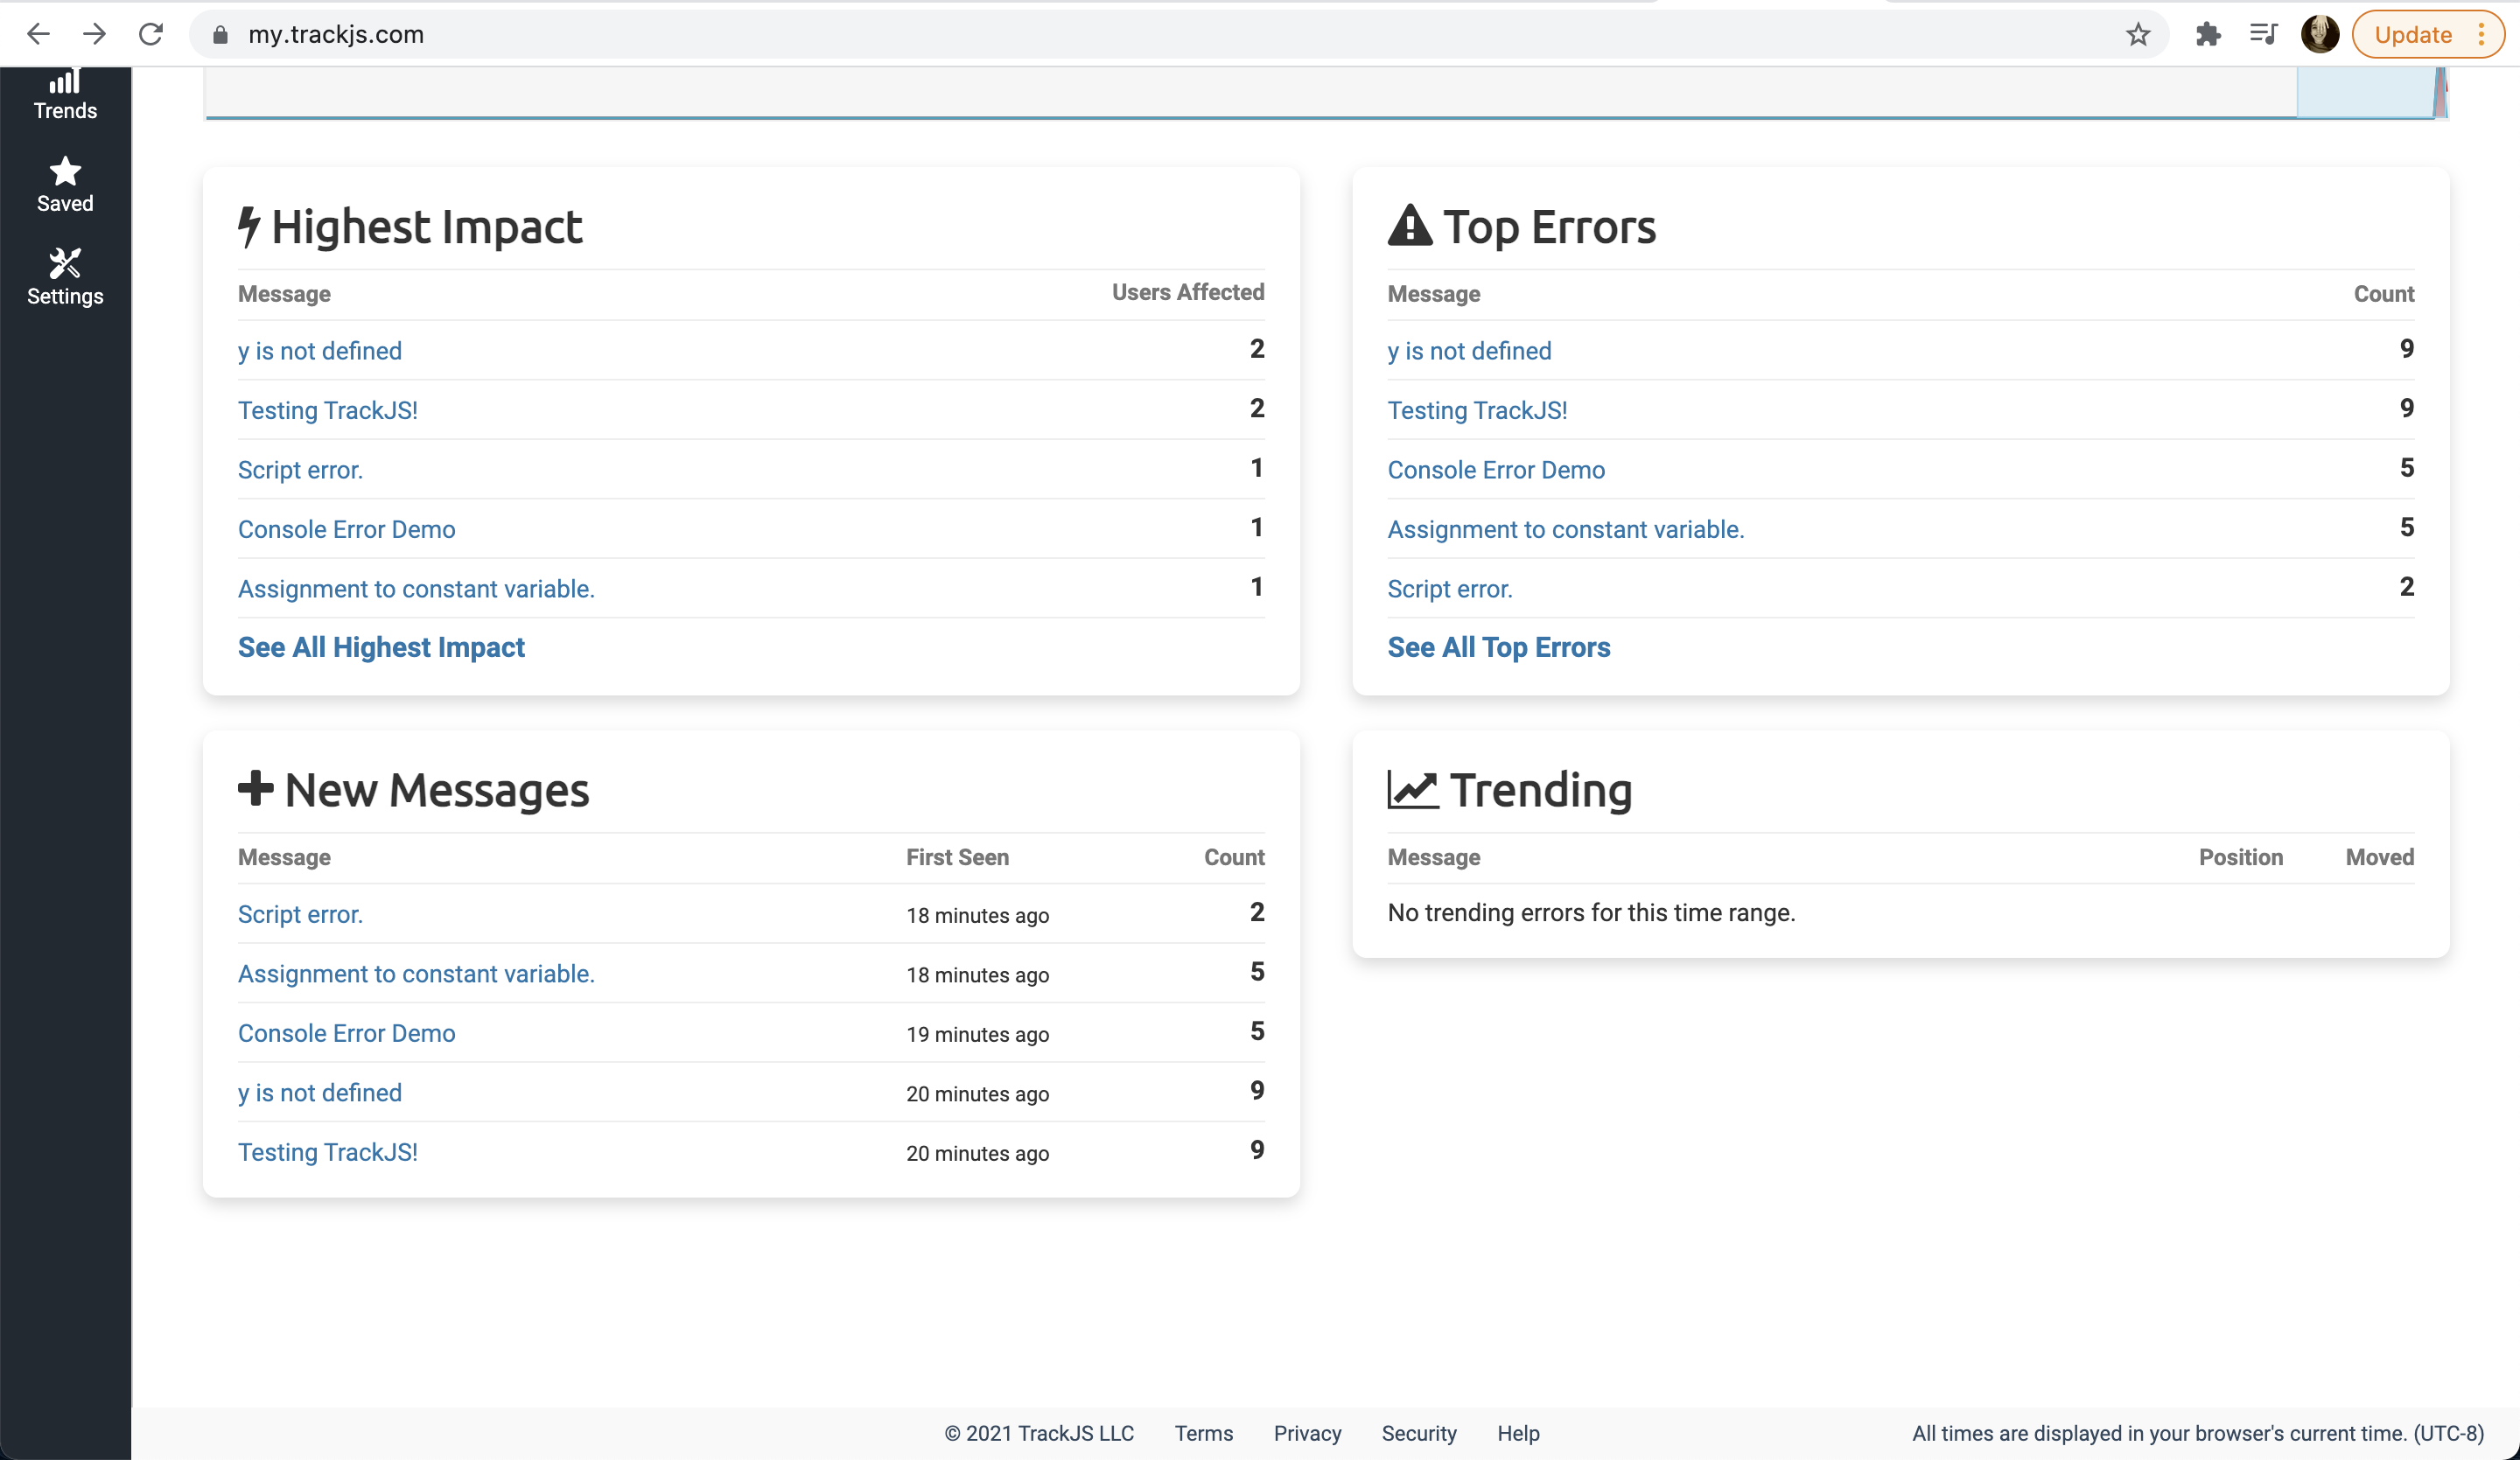 my.trackjs.com
Update
Trends
Saved
Settings
Highest Impact
Message Users Affected
y is not defined 2
Testing TrackJS! 2
Script error. 1
Console Error Demo 1
Assignment to constant variable. 1
See All Highest Impact
Top Errors
Message Count
y is not defined 9
Testing TrackJS! 9
Console Error Demo 5
Assignment to constant variable. 5
Script error. 2
See All Top Errors
New Messages
Message First Seen Count
Script error. 18 minutes ago 2
Assignment to constant variable. 18 minutes ago 5
Console Error Demo 19 minutes ago 5
y is not defined 20 minutes ago 9
Testing TrackJS! 20 minutes ago 9
Trending
Message Position Moved
No trending errors for this time range.
© 2021 TrackJS LLC Terms Privacy Security Help
All times are displayed in your browser's current time. (UTC-8)